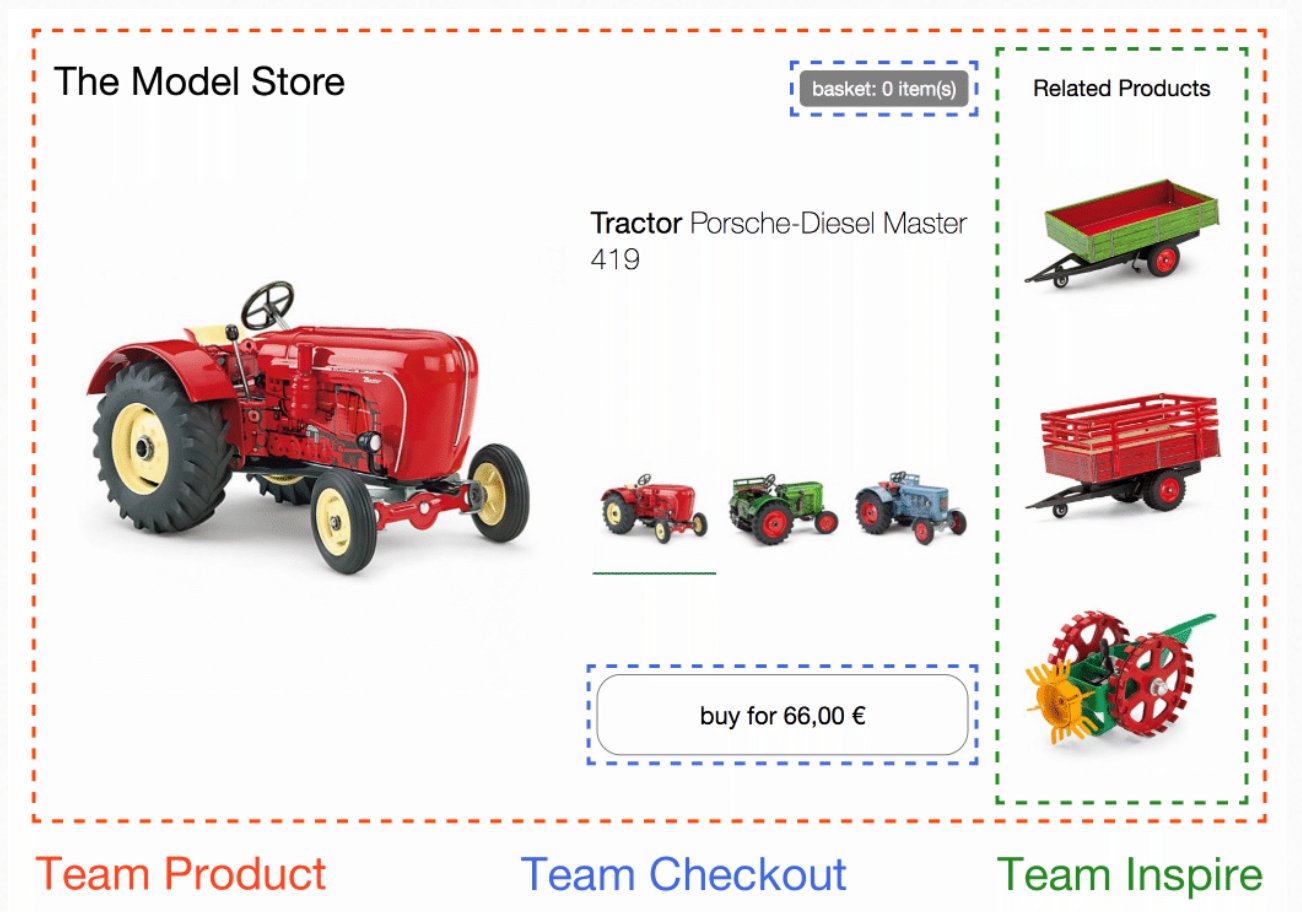 The Model Store
basket: 0 item(s)
Related Products
Tractor Porsche-Diesel Master
419
buy for 66,00 €
Team Product
Team Checkout
Team Inspire